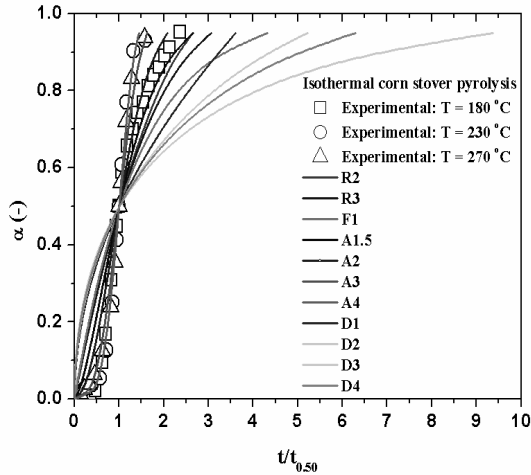 1.0
0.8
0.6
0.4
0.2
0.0
α (-)
Isothermal corn stover pyrolysis
Experimental: T = 180 °C
Experimental: T = 230 °C
Experimental: T = 270 °C
R2
R3
F1
A1.5
A2
A3
A4
D1
D2
D3
D4
0 1 2 3 4 5 6 7 8 9 10
t/t0.50